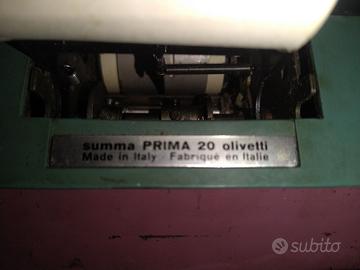 summa PRIMA 20 olivetti
Made in Italy - Fabriqué en Italie
subito